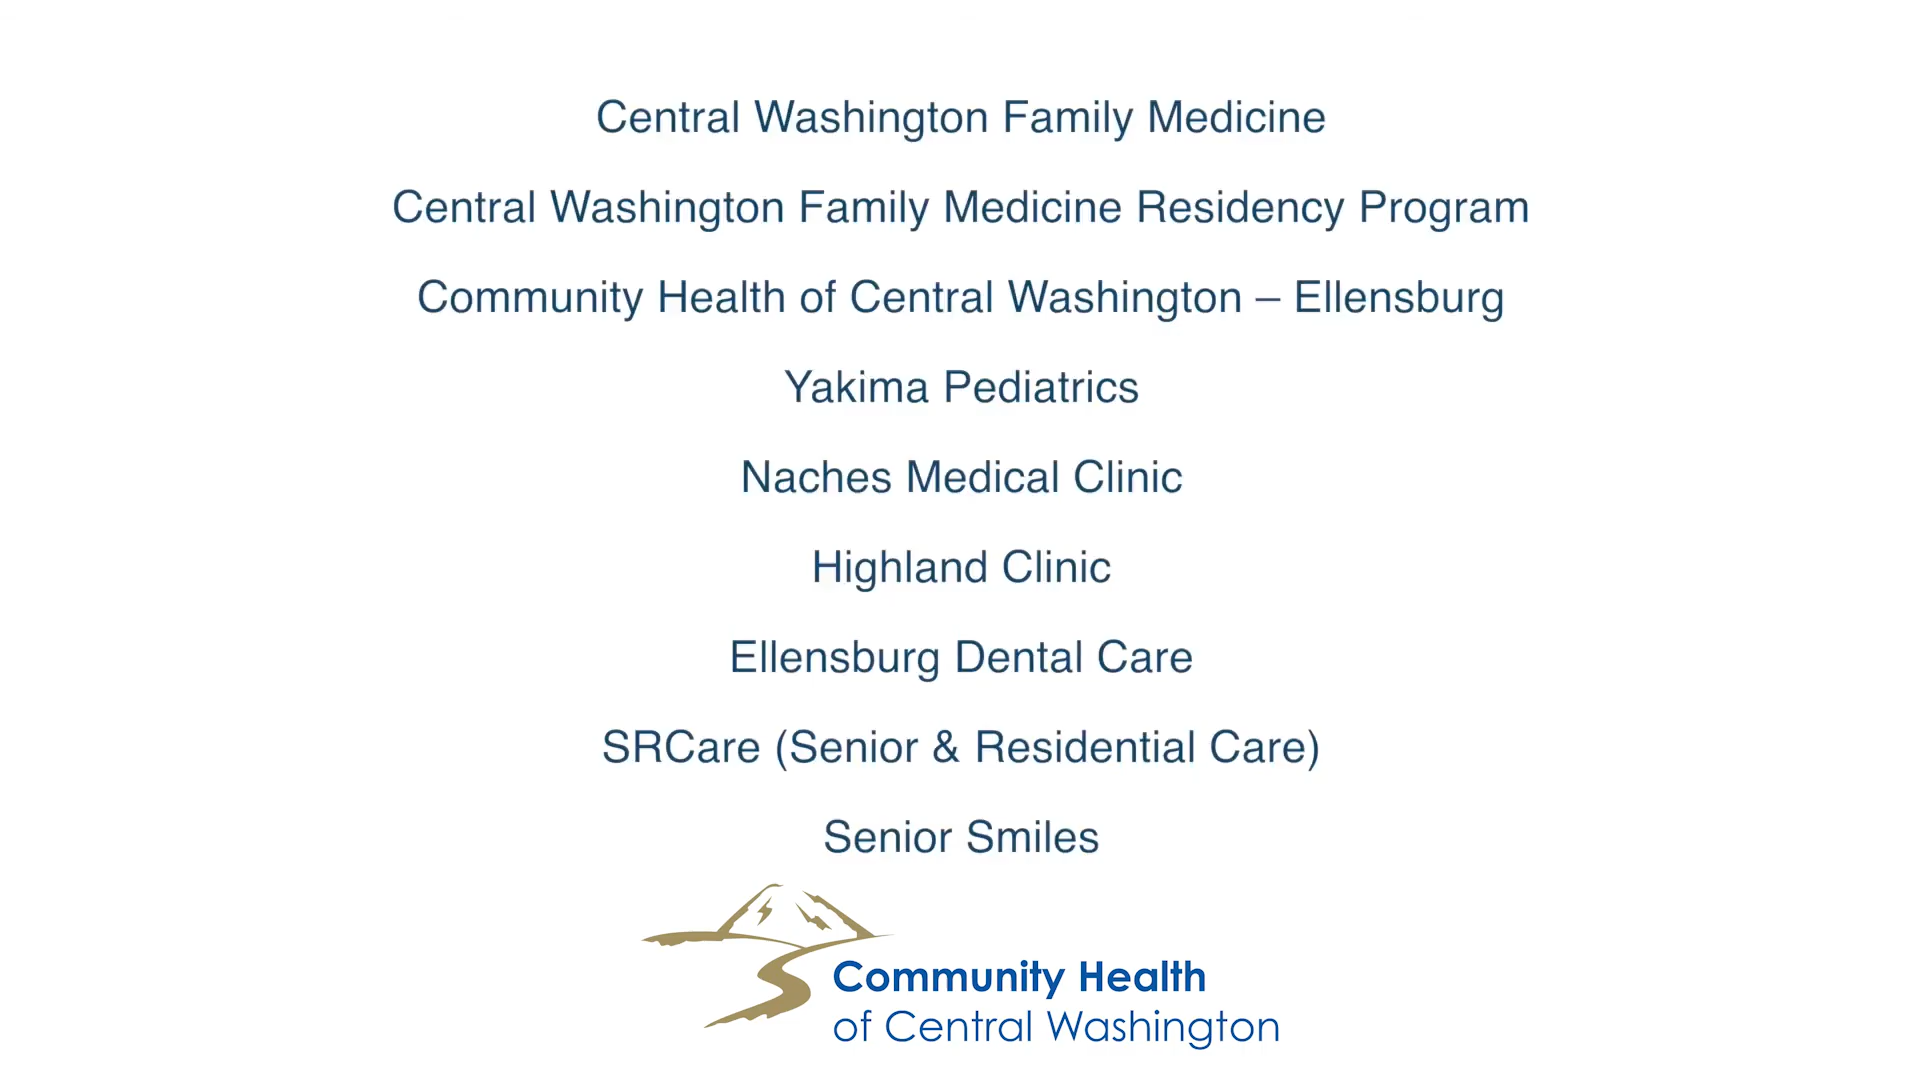 Central Washington Family Medicine
Central Washington Family Medicine Residency Program
Community Health of Central Washington – Ellensburg
Yakima Pediatrics
Naches Medical Clinic
Highland Clinic
Ellensburg Dental Care
SRCare (Senior & Residential Care)
Senior Smiles
Community Health
of Central Washington